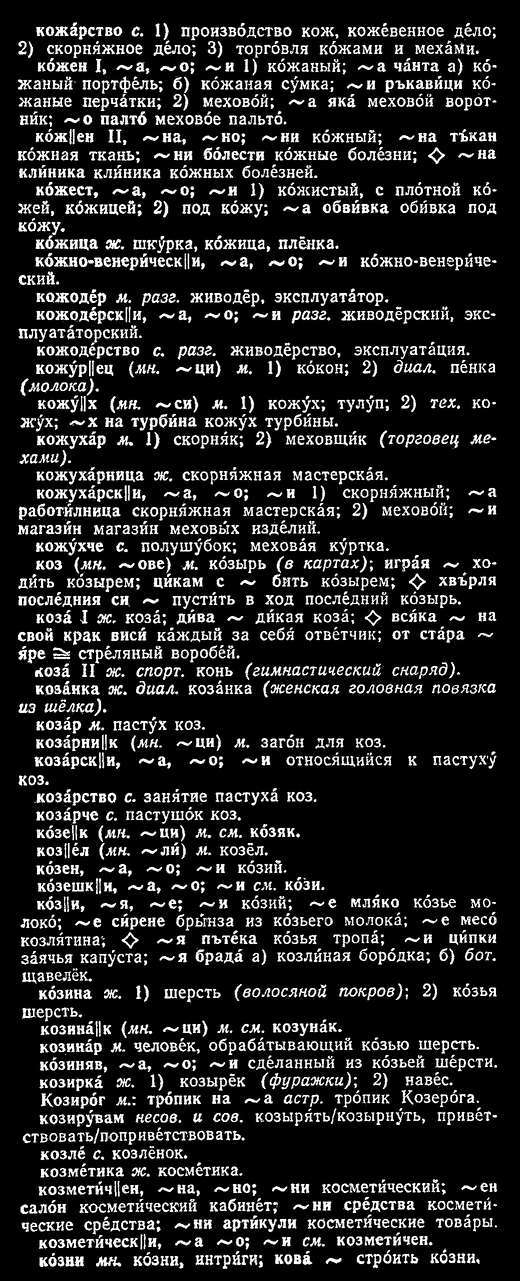 кожа́рство с. 1) произво́дство кож, коже́венное де́ло;
2) скорня́жное де́ло; 3) торго́вля ко́жами и меха́ми.
ко́жен I, ~а, ~о; ~и 1) ко́жаный; ~а ча́нта а) ко́-
жаный портфе́ль; б) ко́жаная су́мка; ~и ръкави́ци ко́-
жаные перча́тки; 2) мехово́й; ~а яка́ мехово́й ворот-
ни́к; ~о палто́ мехово́е пальто́.
ко́ж||ен II, ~на, ~но; ~ни ко́жный; ~на тъ́кан
ко́жная ткань; ~ни бо́лести ко́жные боле́зни; ◇ ~на
кли́ника кли́ника ко́жных боле́зней.
ко́жест, ~а, ~о; ~и 1) ко́жистый, с пло́тной ко́-
жей, ко́жицей; 2) под ко́жу; ~а обви́вка оби́вка под
ко́жу.
ко́жица ж. шку́рка, ко́жица, плёнка.
ко́жно-венери́ческ||и, ~а, ~о; ~и ко́жно-венери́че-
ский.
кожоде́р м. разг. живодёр, эксплуата́тор.
кожоде́рск||и, ~а, ~о; ~и разг. живодёрский, экс-
плуата́торский.
кожоде́рство с. разг. живодёрство, эксплуата́ция.
кожу́р||ец (мн. ~ци) м. 1) ко́кон; 2) диал. пе́нка
(молока).
кожу́||х (мн. ~си) м. 1) кожу́х; тулу́п; 2) тех. ко-
жу́х; ~х на турби́на кожу́х турби́ны.
кожуха́р м. 1) скорня́к; 2) меховщи́к (торговец ме-
хами).
кожуха́рница ж. скорня́жная мастерска́я.
кожуха́рск||и, ~а, ~о; ~и 1) скорня́жный; ~а
работи́лница скорня́жная мастерска́я; 2) мехово́й; ~и
магази́н магази́н меховы́х изде́лий.
кожу́хче с. полушу́бок; мехова́я ку́ртка.
коз (мн. ~ове) м. ко́зырь (в картах); игра́я ~ хо-
ди́ть ко́зырем; ци́кам с ~ бить ко́зырем; ◇ хвъ́рля
после́дния си ~ пусти́ть в ход после́дний ко́зырь.
коза́ I ж. коза́; ди́ва ~ ди́кая коза́; ◇ вся́ка ~ на
свой крак виси́ ка́ждый за себя́ отве́тчик; от ста́ра ~
я́ре ≅ стре́ляный воробе́й.
коза́ II ж. спорт. конь (гимнастический снаряд).
коза́нка ж. диал. коза́нка (женская головная повязка
из шёлка).
коза́р м. пасту́х коз.
коза́рни||к (мн. ~ци) м. заго́н для коз.
коза́рск||и, ~а, ~о; ~и относя́щийся к пастуху́
коз.
коза́рство с. заня́тие пастуха́ коз.
коза́рче с. пастушо́к коз.
ко́зе||к (мн. ~ци) м. см. ко́зяк.
коз||е́л (мн. ~ли́) м. козёл.
ко́зен, ~а, ~о; ~и ко́зий.
ко́зешк||и, ~а, ~о; ~и см. ко́зи.
ко́з||и, ~я, ~е; ~и ко́зий; ~е мля́ко ко́зье мо-
локо́; ~е си́рене бры́нза из ко́зьего молока́; ~е месо́
козля́тина; ◇ ~я пъте́ка ко́зья тропа́; ~и ци́пки
за́ячья капу́ста; ~я брада́ а) козли́ная боро́дка; б) бот.
щавелёк.
ко́зина ж. 1) шерсть (волосяной покров); 2) ко́зья
шерсть.
козина́||к (мн. ~ци) м. см. козуна́к.
козина́р м. челове́к, обраба́тывающий ко́зью шерсть.
ко́зиняв, ~а, ~о; ~и сде́ланный из ко́зьей ше́рсти.
козирка́ ж. 1) козырёк (фуражки); 2) наве́с.
Козиро́г м.: тро́пик на ~а астр. тро́пик Козеро́га.
козиру́вам несов. и сов. козыря́ть/козырну́ть, приве́т-
ствовать/поприве́тствовать.
козле́ с. козлёнок.
козме́тика ж. косме́тика.
козмети́ч||ен, ~на, ~но; ~ни космети́ческий; ~ен
сало́н космети́ческий кабине́т; ~ни сре́дства космети́-
ческие сре́дства; ~ни арти́кули космети́ческие това́ры.
козмети́ческ||и, ~а ~о; ~и см. козмети́чен.
ко́зни мн. ко́зни, интри́ги; кова́ ~ стро́ить ко́зни,